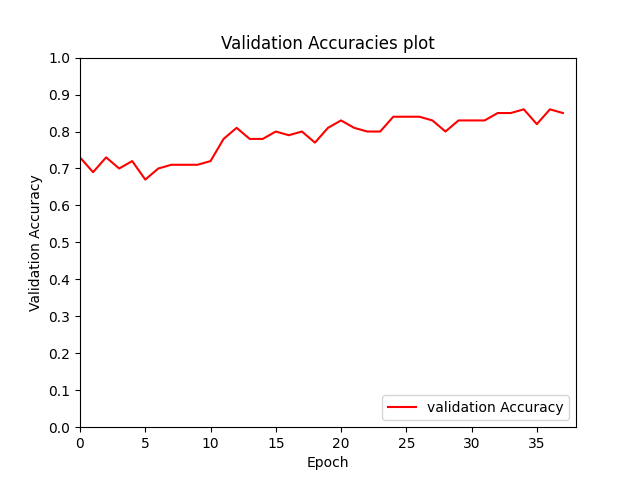 Validation Accuracies plot
1.0
0.9
0.8
0.7
0.6
0.5
0.4
0.3
0.2
0.1
0.0
Validation Accuracy
validation Accuracy
0 5 10 15 20 25 30 35
Epoch